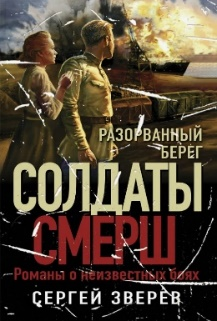 РАЗОРВАННЫЙ
БЕРЕГ
СОЛДАТЫ
СМЕРШ
Романы о неизвестных боях
СЕРГЕЙ ЗВЕРЕВ